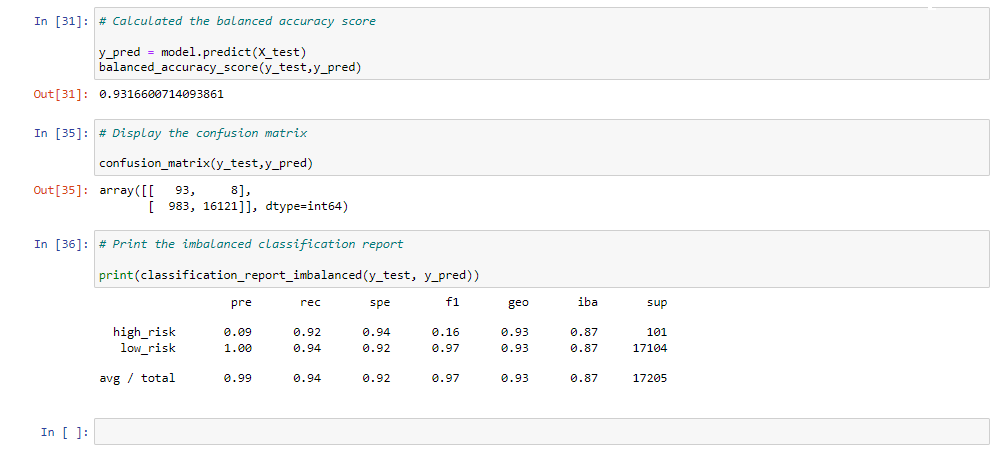 In [31]: # Calculated the balanced accuracy score
y_pred = model.predict(X_test)
balanced_accuracy_score(y_test,y_pred)
Out[31]: 0.9316600714093861
In [35]: # Display the confusion matrix
confusion_matrix(y_test,y_pred)
Out[35]: array([[   93,     8],
       [  983, 16121]], dtype=int64)
In [36]: # Print the imbalanced classification report
print(classification_report_imbalanced(y_test, y_pred))
pre rec spe f1 geo iba sup
high_risk 0.09 0.92 0.94 0.16 0.93 0.87 101
low_risk 1.00 0.94 0.92 0.97 0.93 0.87 17104
avg / total 0.99 0.94 0.92 0.97 0.93 0.87 17205
In [ ]: